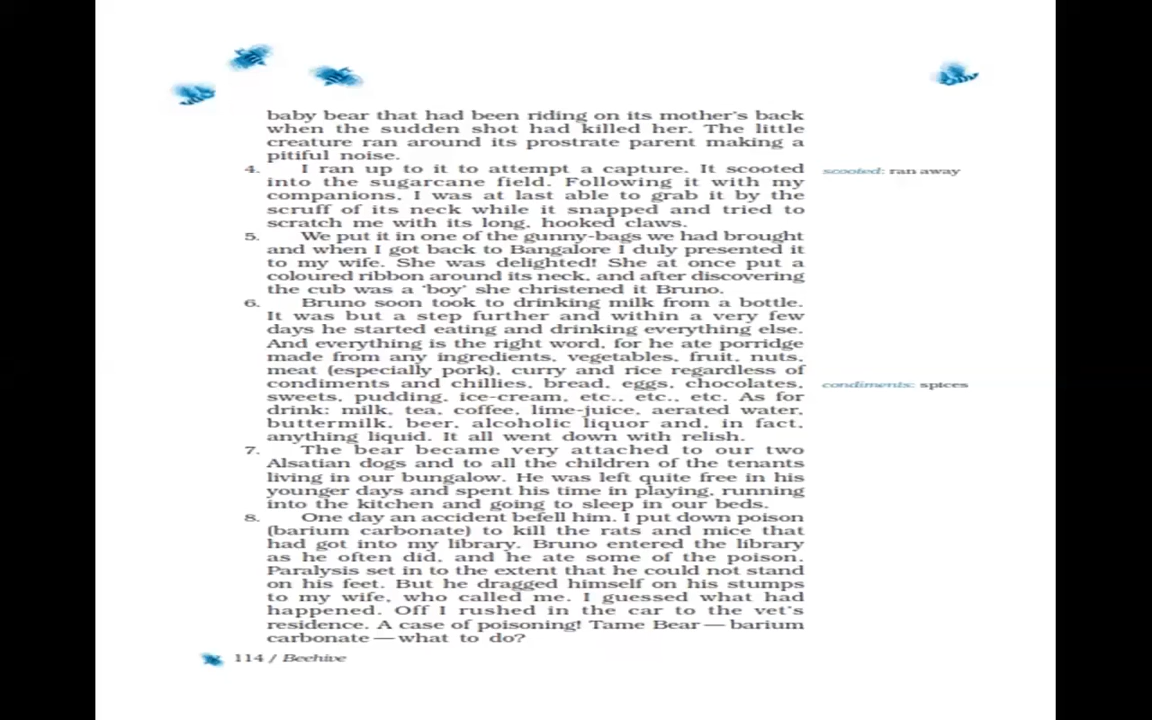 baby bear that had been riding on its mother's back
when the sudden shot had killed her. The little
creature ran around its prostrate parent making a
pitiful noise.
4. I ran up to it to attempt a capture. It scooted
scooted: ran away
into the sugarcane field. Following it with my
companions, I was at last able to grab it by the
scruff of its neck while it snapped and tried to
scratch me with its long, hooked claws.
5. We put it in one of the gunny-bags we had brought
and when I got back to Bangalore I duly presented it
to my wife. She was delighted! She at once put a
coloured ribbon around its neck, and after discovering
the cub was a 'boy' she christened it Bruno.
6. Bruno soon took to drinking milk from a bottle.
It was but a step further and within a very few
days he started eating and drinking everything else.
And everything is the right word, for he ate porridge
made from any ingredients, vegetables, fruit, nuts,
meat (especially pork), curry and rice regardless of
condiments and chillies, bread, eggs, chocolates,
condiments: spices
sweets, pudding, ice-cream, etc., etc., etc. As for
drink: milk, tea, coffee, lime-juice, aerated water,
buttermilk, beer, alcoholic liquor and, in fact,
anything liquid. It all went down with relish.
7. The bear became very attached to our two
Alsatian dogs and to all the children of the tenants
living in our bungalow. He was left quite free in his
younger days and spent his time in playing, running
into the kitchen and going to sleep in our beds.
8. One day an accident befell him. I put down poison
(barium carbonate) to kill the rats and mice that
had got into my library. Bruno entered the library
as he often did, and he ate some of the poison.
Paralysis set in to the extent that he could not stand
on his feet. But he dragged himself on his stumps
to my wife, who called me. I guessed what had
happened. Off I rushed in the car to the vet's
residence. A case of poisoning! Tame Bear — barium
carbonate — what to do?
114 / Beehive